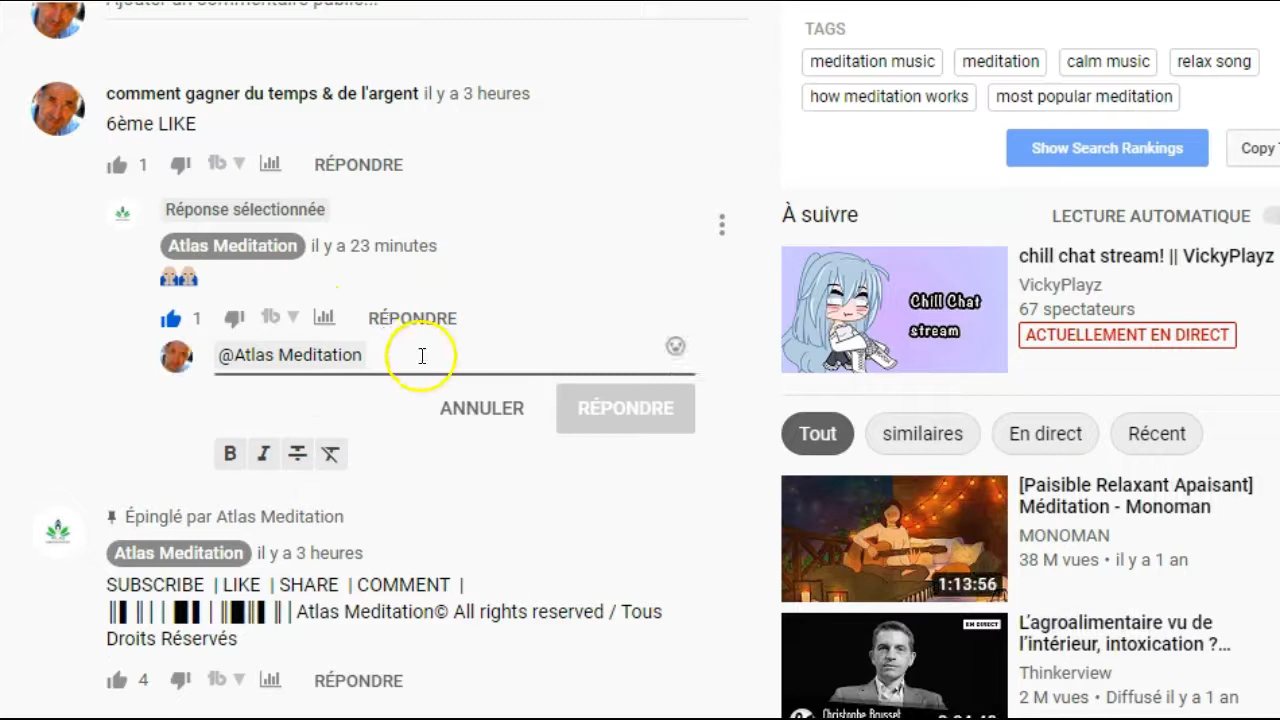 Ajouter un commentaire public...
comment gagner du temps & de l'argent il y a 3 heures
6ème LIKE
1 RÉPONDRE
Réponse sélectionnée
Atlas Meditation il y a 23 minutes
1 RÉPONDRE
@Atlas Meditation
ANNULER RÉPONDRE
B I
Épinglé par Atlas Meditation
Atlas Meditation il y a 3 heures
SUBSCRIBE | LIKE | SHARE | COMMENT |
Atlas Meditation© All rights reserved / Tous
Droits Réservés
4 RÉPONDRE
TAGS
meditation music meditation calm music relax song
how meditation works most popular meditation
Show Search Rankings Copy
À suivre LECTURE AUTOMATIQUE
Chill Chat
stream
chill chat stream! || VickyPlayz
VickyPlayz
67 spectateurs
ACTUELLEMENT EN DIRECT
Tout similaires En direct Récent
1:13:56
[Paisible Relaxant Apaisant]
Méditation - Monoman
MONOMAN
38 M vues • il y a 1 an
EN DIRECT
L'agroalimentaire vu de
l'intérieur, intoxication ?...
Thinkerview
2 M vues • Diffusé il y a 1 an